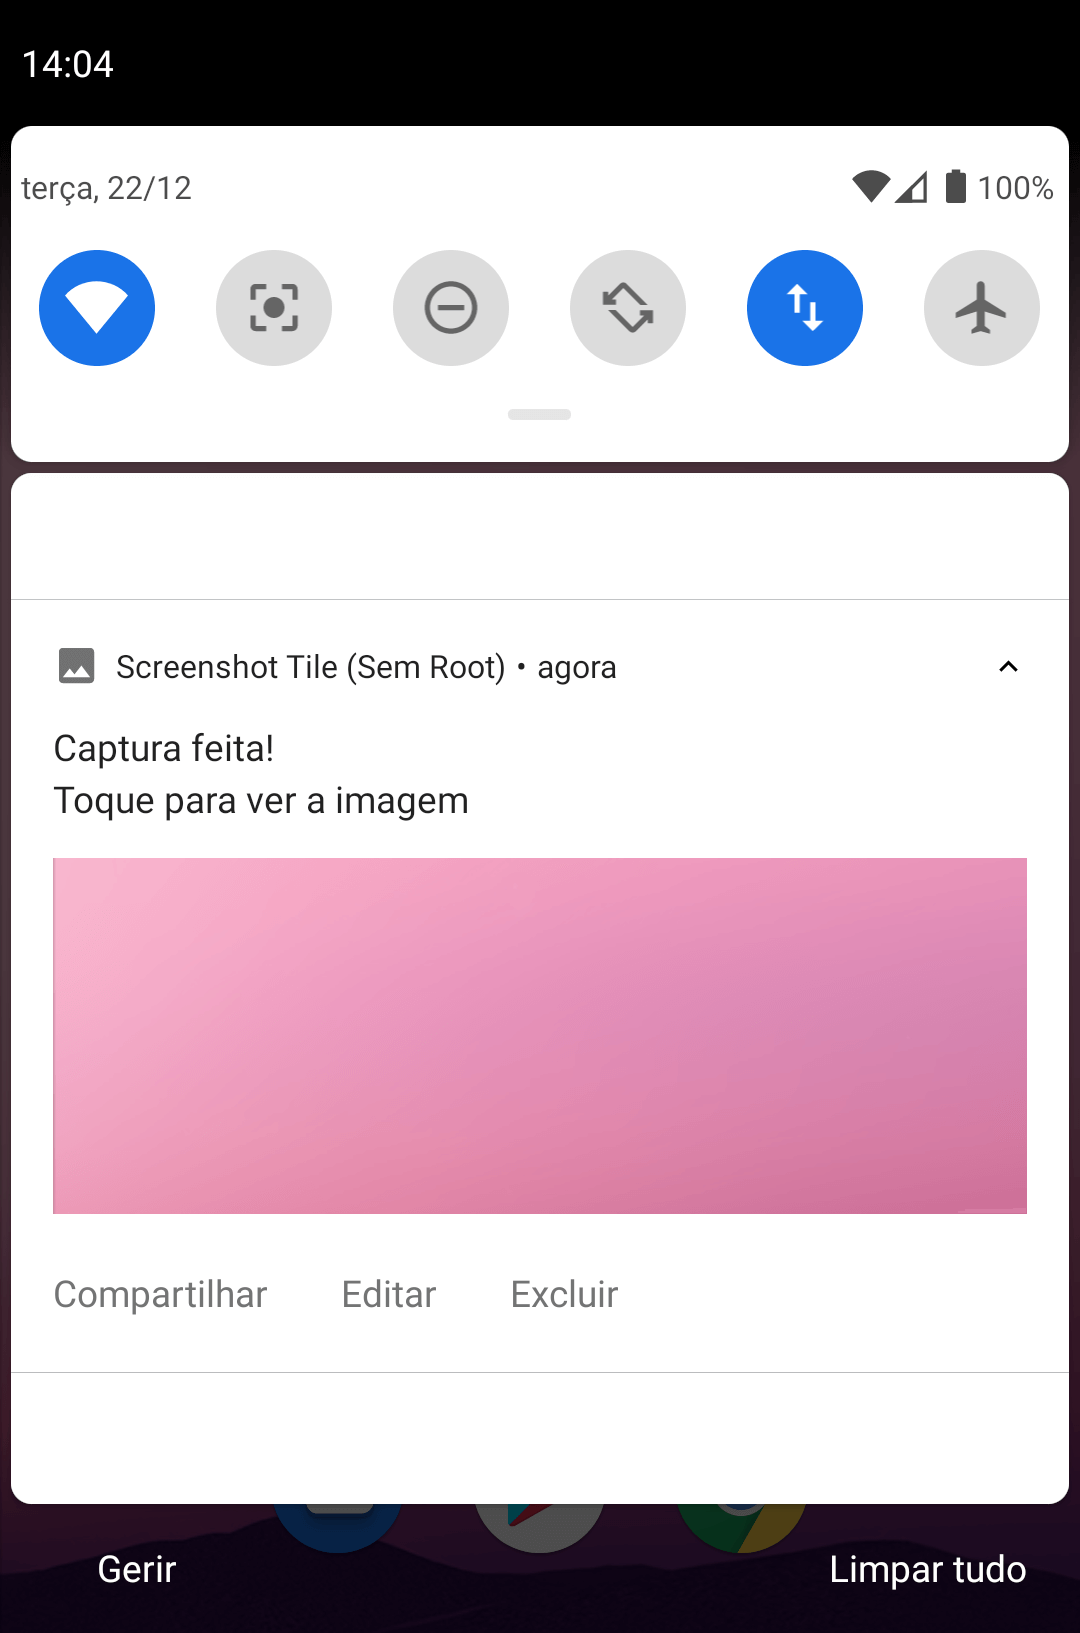 14:04
terça, 22/12
100%
Screenshot Tile (Sem Root) • agora
Captura feita!
Toque para ver a imagem
Compartilhar Editar Excluir
Gerir Limpar tudo